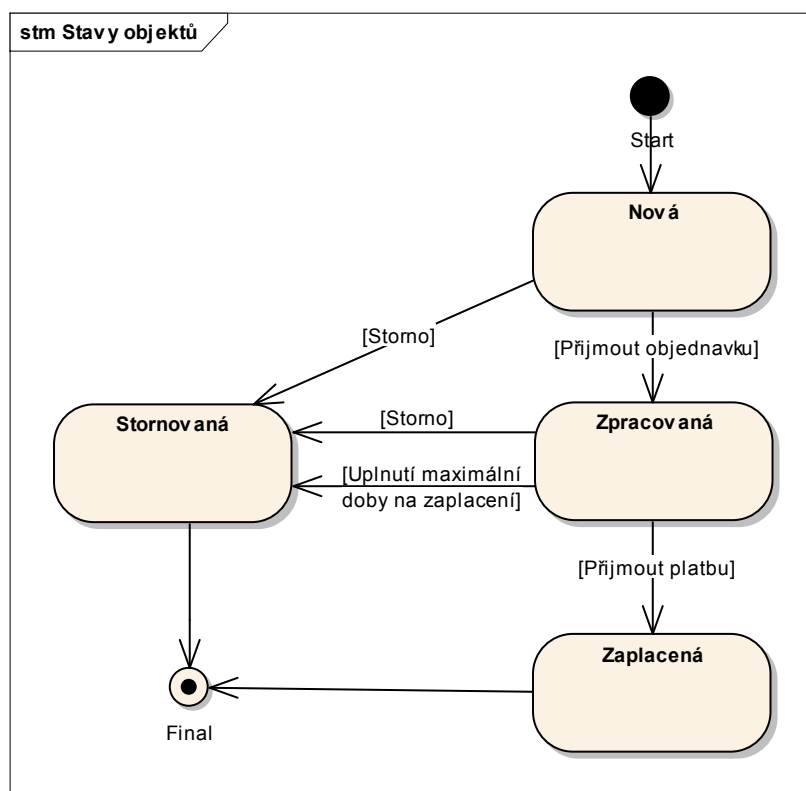 stm Stavy objektů
Start
Nová
[Storno]
[Přijmout objednavku]
Stornovaná
[Storno]
Zpracovaná
[Uplnutí maximální
doby na zaplacení]
[Přijmout platbu]
Zaplacená
Final